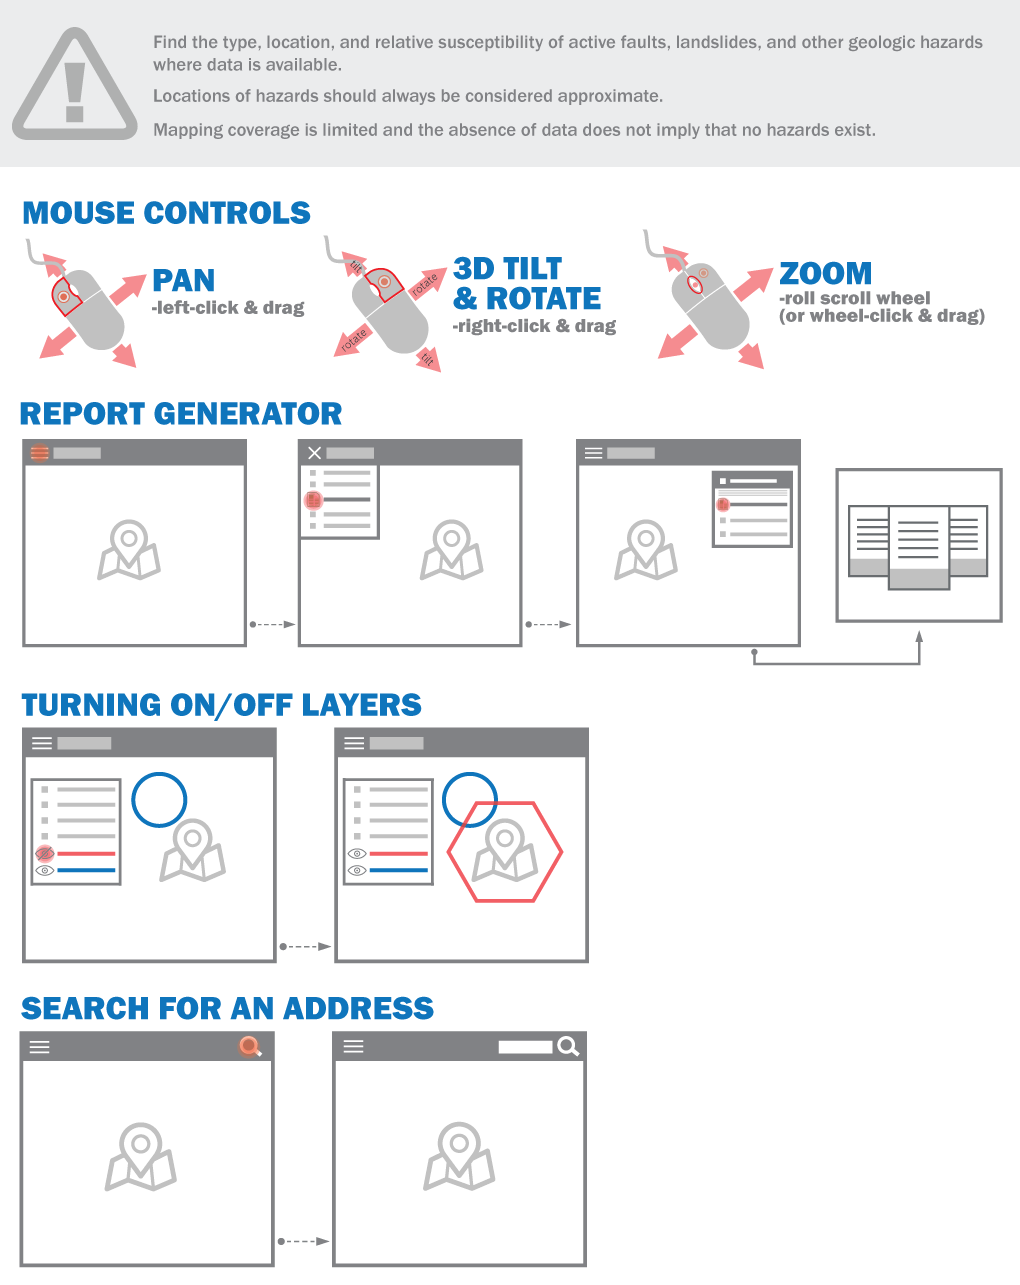 Find the type, location, and relative susceptibility of active faults, landslides, and other geologic hazards
where data is available.
Locations of hazards should always be considered approximate.
Mapping coverage is limited and the absence of data does not imply that no hazards exist.
MOUSE CONTROLS
PAN
-left-click & drag
tilt
rotate
rotate
tilt
3D TILT
& ROTATE
-right-click & drag
ZOOM
-roll scroll wheel
(or wheel-click & drag)
REPORT GENERATOR
TURNING ON/OFF LAYERS
SEARCH FOR AN ADDRESS